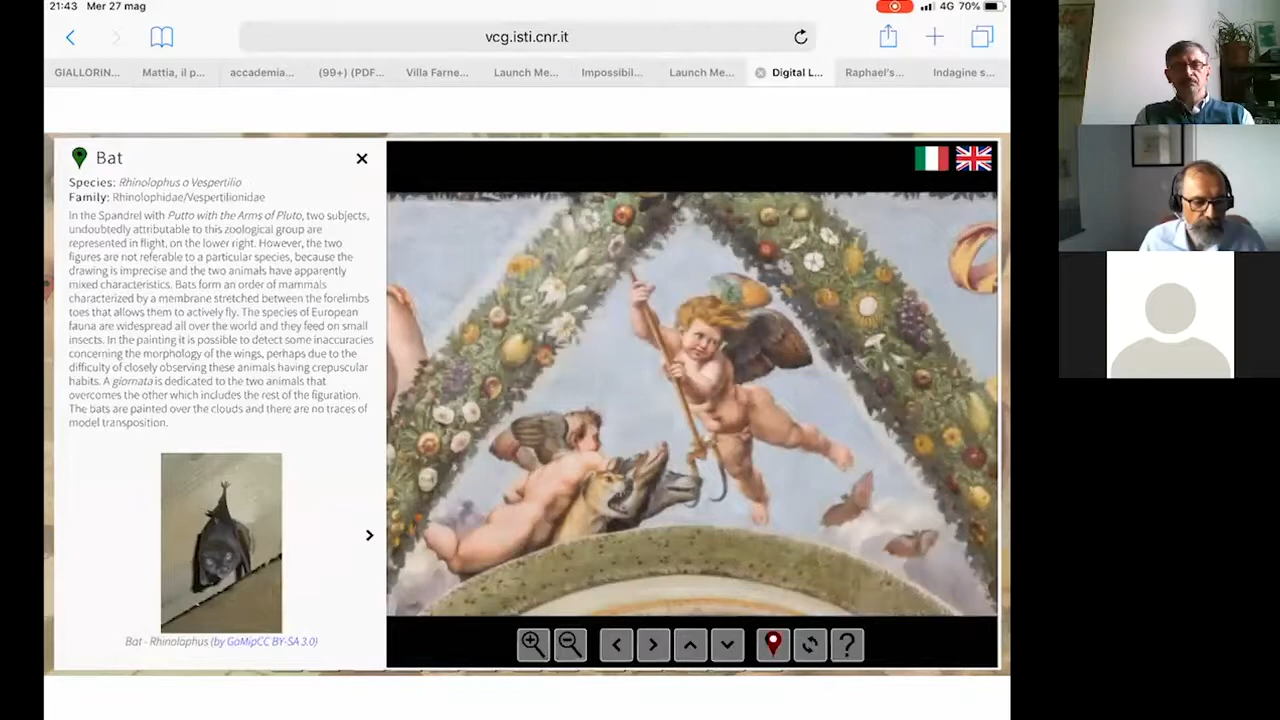 21:43 Mer 27 mag
4G 70%
vcg.isti.cnr.it
GIALLORIN... Mattia, il p... accademia... (99+) (PDF... Villa Farne... Launch Me... Impossibil... Launch Me... Digital L... Raphael's... Indagine s...
Bat
Species: Rhinolophus o Vespertilio
Family: Rhinolophidae/Vespertilionidae
In the Spandrel with Putto with the Arms of Pluto, two subjects,
undoubtedly attributable to this zoological group are
represented in flight, on the lower right. However, the two
figures are not referable to a particular species, because the
drawing is imprecise and the two animals have apparently
mixed characteristics. Bats form an order of mammals
characterized by a membrane stretched between the forelimbs
toes that allows them to actively fly. The species of European
fauna are widespread all over the world and they feed on small
insects. In the painting it is possible to detect some inaccuracies
concerning the morphology of the wings, perhaps due to the
difficulty of closely observing these animals having crepuscular
habits. A giornata is dedicated to the two animals that
overcomes the other which includes the rest of the figuration.
The bats are painted over the clouds and there are no traces of
model transposition.
Bat - Rhinolophus (by GaMipCC BY-SA 3.0)